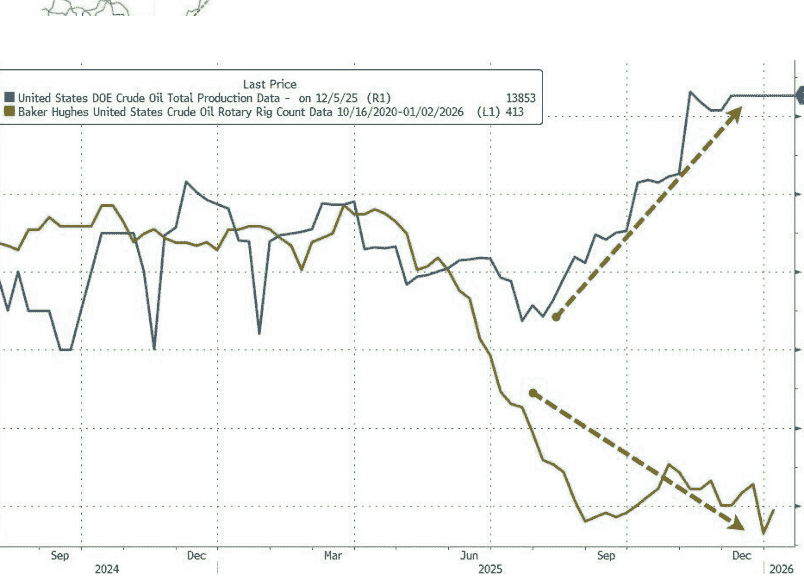 Last Price
United States DOE Crude Oil Total Production Data - on 12/5/25 (R1) 13853
Baker Hughes United States Crude Oil Rotary Rig Count Data 10/16/2020-01/02/2026 (L1) 413
Sep Dec Mar Jun Sep Dec
2024 2025 2026